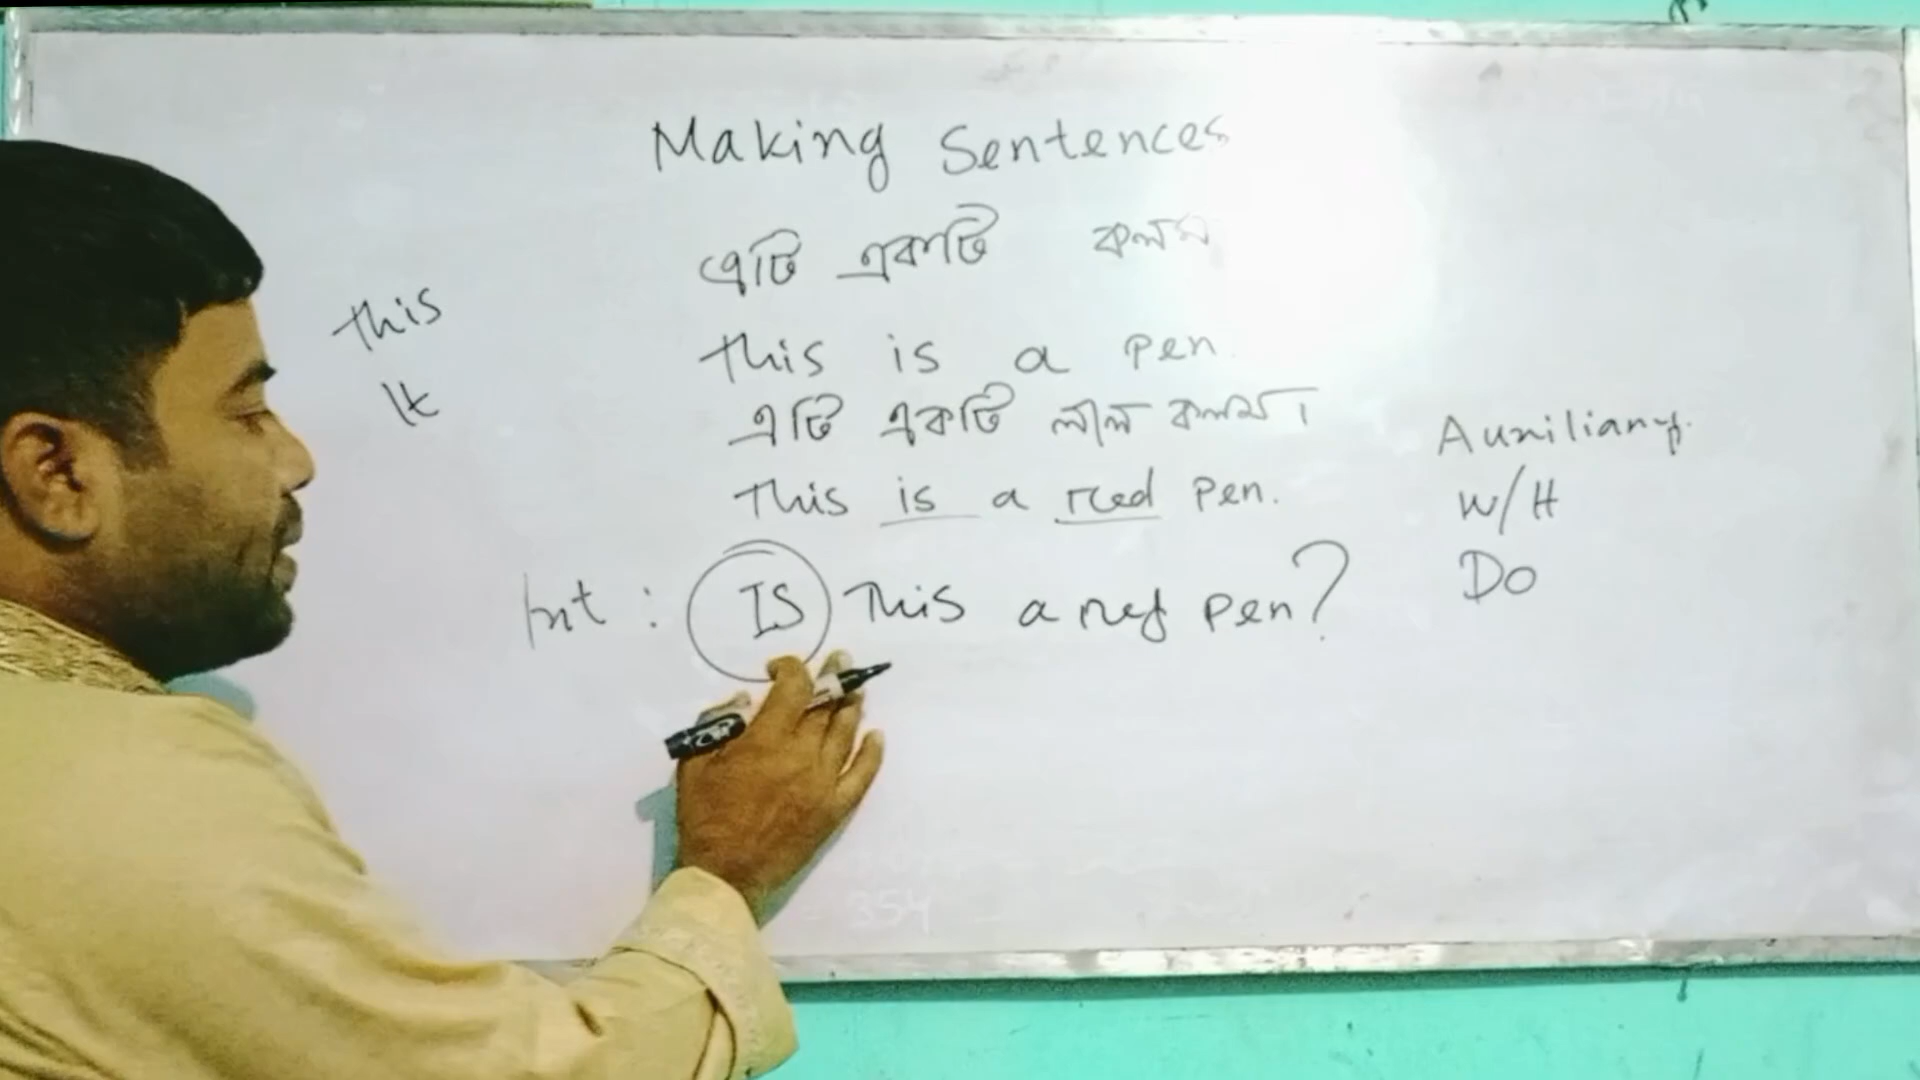 Making Sentences
এটি একটি কলম
This is a pen.
এটি একটি লাল কলম।
This is a red pen.
Int : IS This a red pen?
This
It
Auxiliary.
W/H
DO
354